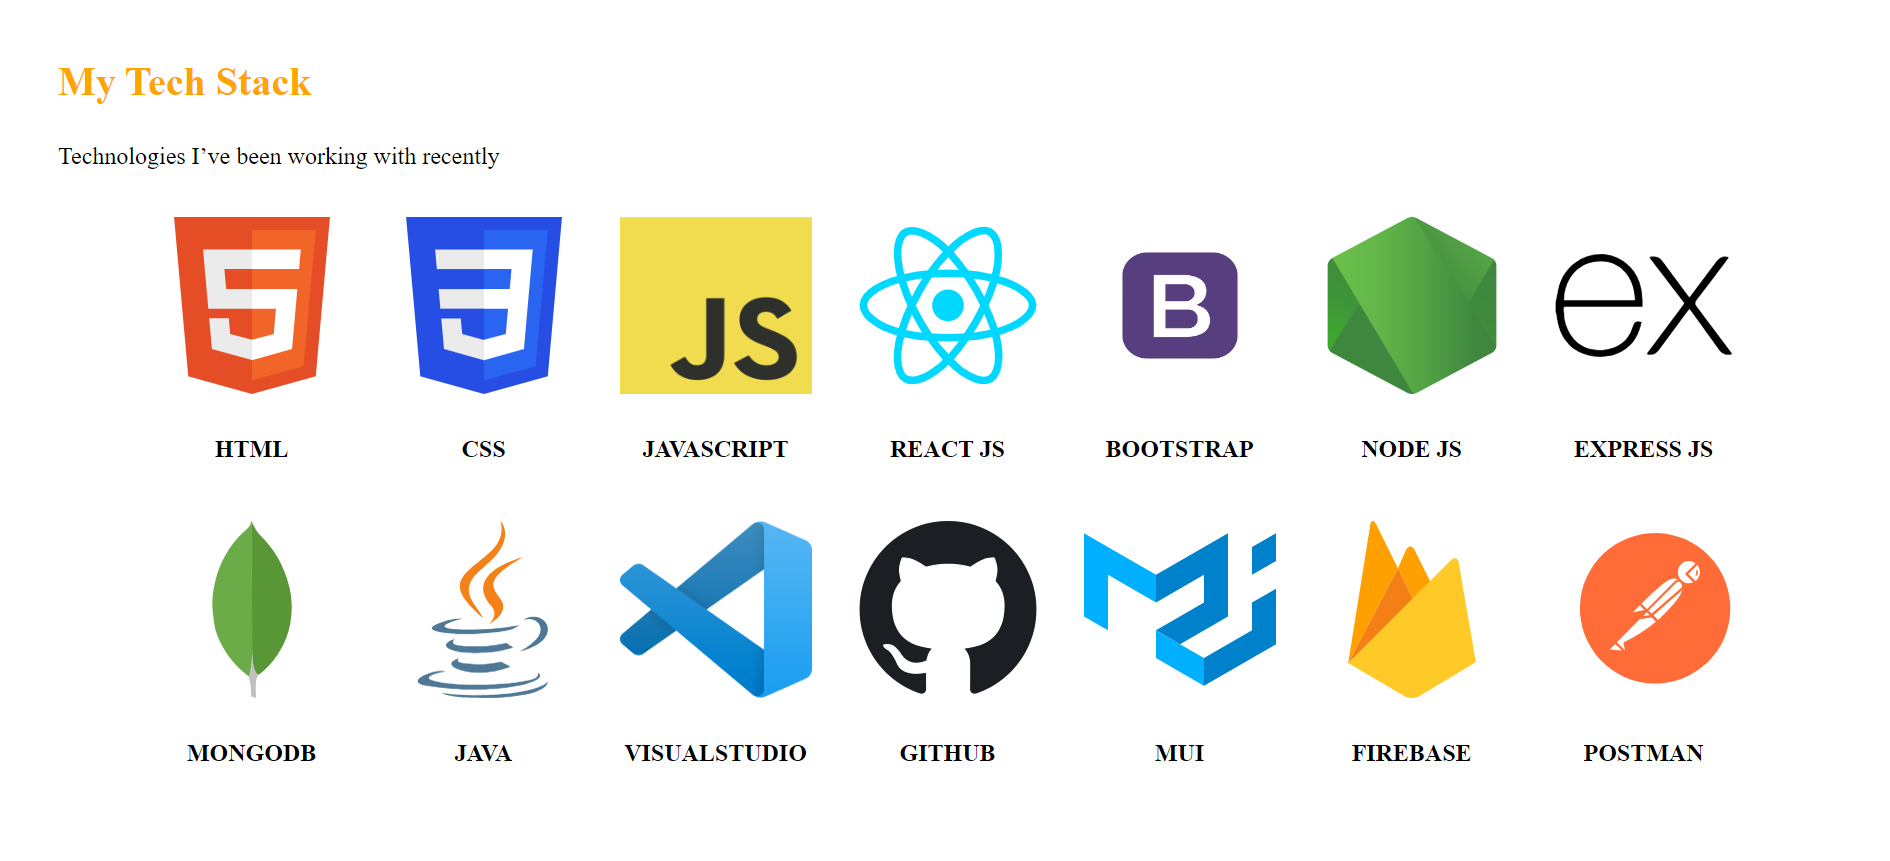 My Tech Stack
Technologies I’ve been working with recently
JS
B
ex
HTML CSS JAVASCRIPT REACT JS BOOTSTRAP NODE JS EXPRESS JS
MONGODB JAVA VISUALSTUDIO GITHUB MUI FIREBASE POSTMAN